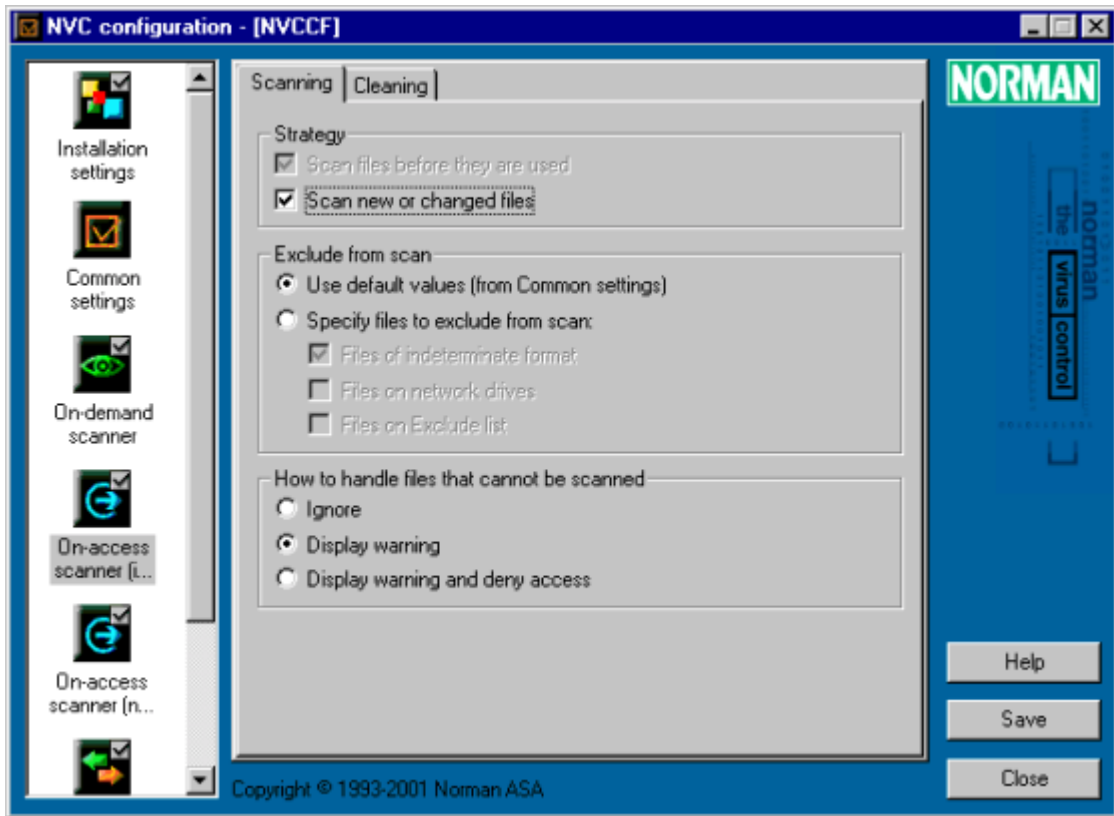 NVC configuration - [NVCCF]
Installation
settings
Common
settings
On-demand
scanner
On-access
scanner (i...
On-access
scanner (n...
Scanning
Cleaning
Strategy
Scan files before they are used
Scan new or changed files
Exclude from scan
Use default values (from Common settings)
Specify files to exclude from scan:
Files of indeterminate format
Files on network drives
Files on Exclude list
How to handle files that cannot be scanned
Ignore
Display warning
Display warning and deny access
Copyright © 1993-2001 Norman ASA
NORMAN
norman
the virus control
Help
Save
Close